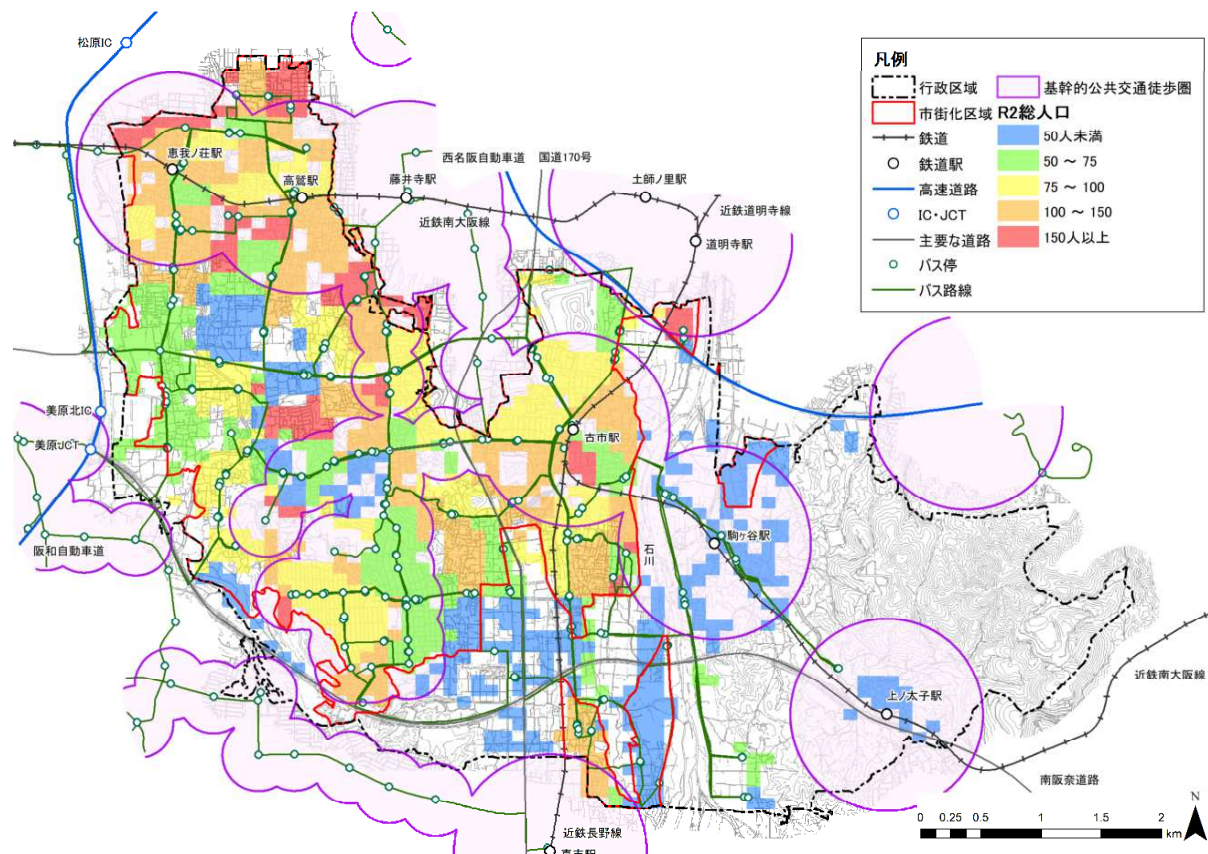 松原IC
凡例
行政区域
基幹的公共交通徒歩圏
市街化区域
R2総人口
鉄道
50人未満
鉄道駅
50 ～ 75
高速道路
75 ～ 100
IC・JCT
100 ～ 150
主要な道路
150人以上
バス停
バス路線
恵我ノ荘駅
高鷲駅
藤井寺駅
西名阪自動車道
国道170号
土師ノ里駅
近鉄南大阪線
近鉄道明寺線
道明寺駅
美原北IC
美原JCT
古市駅
阪和自動車道
石川
駒ヶ谷駅
上ノ太子駅
近鉄南大阪線
南阪奈道路
近鉄長野線
N
0 0.25 0.5 1 1.5 2
km